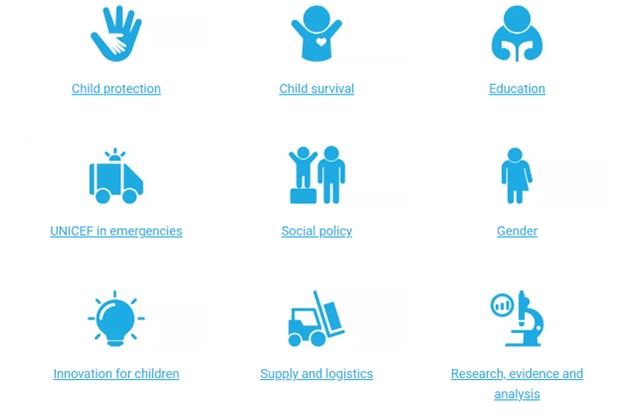 Child protection
Child survival
Education
UNICEF in emergencies
Social policy
Gender
Innovation for children
Supply and logistics
Research, evidence and
analysis